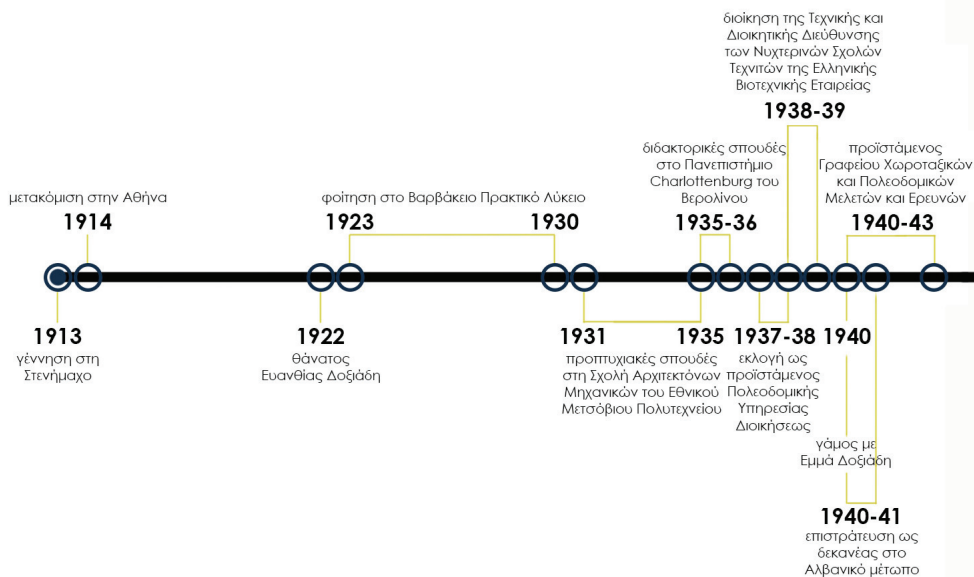 διοίκηση της Τεχνικής και
Διοικητικής Διεύθυνσης
των Νυχτερινών Σχολών
Τεχνιτών της Ελληνικής
Βιοτεχνικής Εταιρείας
1938-39
διδακτορικές σπουδές
στο Πανεπιστήμιο
Charlottenburg του
Βερολίνου
1935-36
προϊστάμενος
Γραφείου Χωροταξικών
και Πολεοδομικών
Μελετών και Ερευνών
1940-43
μετακόμιση στην Αθήνα
1914
φοίτηση στο Βαρβάκειο Πρακτικό Λύκειο
1923 1930
1913
γέννηση στη
Στενήμαχο
1922
θάνατος
Ευανθίας Δοξιάδη
1931 1935
προπτυχιακές σπουδές
στη Σχολή Αρχιτεκτόνων
Μηχανικών του Εθνικού
Μετσόβιου Πολυτεχνείου
1937-38
εκλογή ως
προϊστάμενος
Πολεοδομικής
Υπηρεσίας
Διοικήσεως
1940
γάμος με
Εμμά Δοξιάδη
1940-41
επιστράτευση ως
δεκανέας στο
Αλβανικό μέτωπο